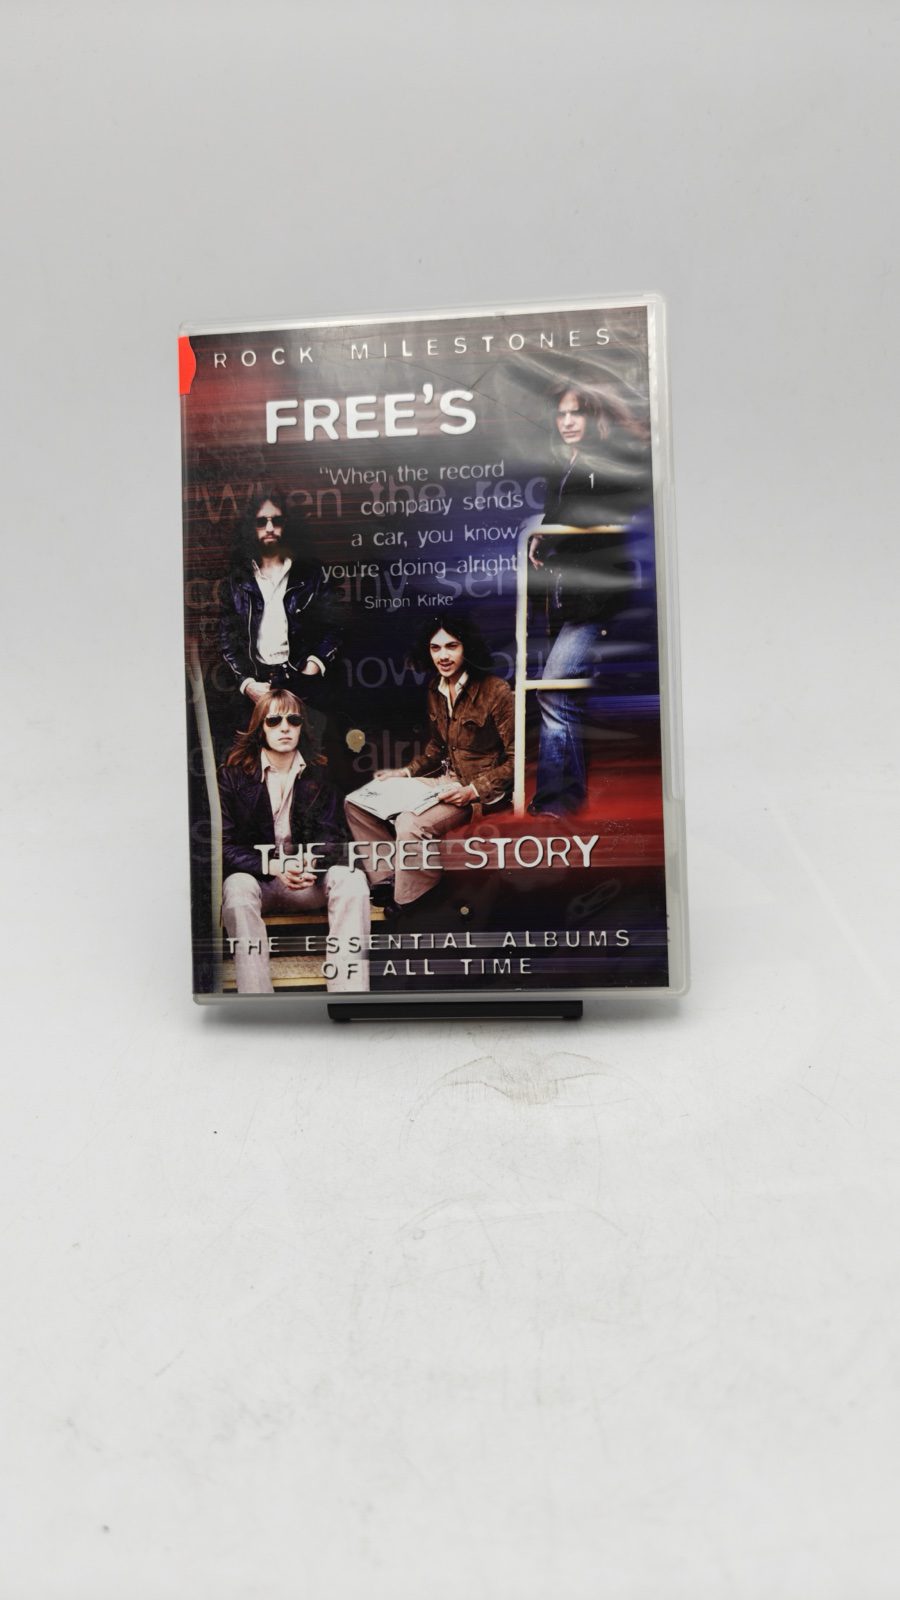 ROCK MILESTONES
FREE'S
"When the record
company sends
a car, you know
you're doing alright"
Simon Kirke
THE FREE STORY
THE ESSENTIAL ALBUMS
OF ALL TIME